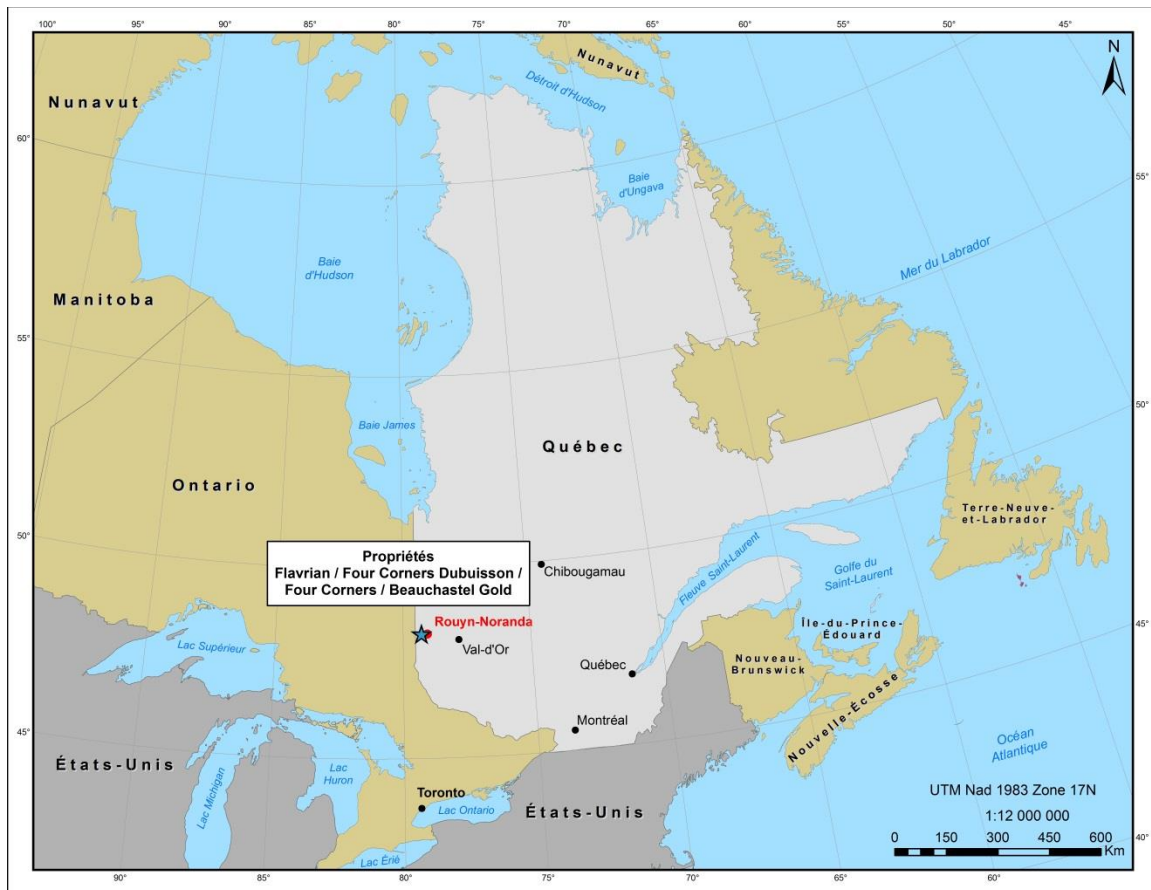 100°
95°
90°
85°
80°
75°
70°
65°
60°
55°
50°
45°
N
Nunavut
Nunavut
Détroit d'Hudson
60°
Baie
d'Ungava
55°
Baie
d'Hudson
Mer du Labrador
Manitoba
55°
Baie James
Québec
50°
Ontario
Terre-Neuve-
et-Labrador
50°
Propriétés
Flavrian / Four Corners Dubuisson /
Four Corners / Beauchastel Gold
Chibougamau
Fleuve Saint-Laurent
Golfe du
Saint-Laurent
Rouyn-Noranda
Val-d'Or
Île-du-Prince-
Édouard
Lac Supérieur
Québec
Nouveau-
Brunswick
45°
Nouvelle-Écosse
Montréal
45°
Océan
Atlantique
États-Unis
Lac Michigan
Lac
Huron
Toronto
Lac Ontario
États-Unis
UTM Nad 1983 Zone 17N
1:12 000 000
0 150 300 450 600
Km
40°
Lac Érié
90°
85°
80°
75°
70°
65°
60°